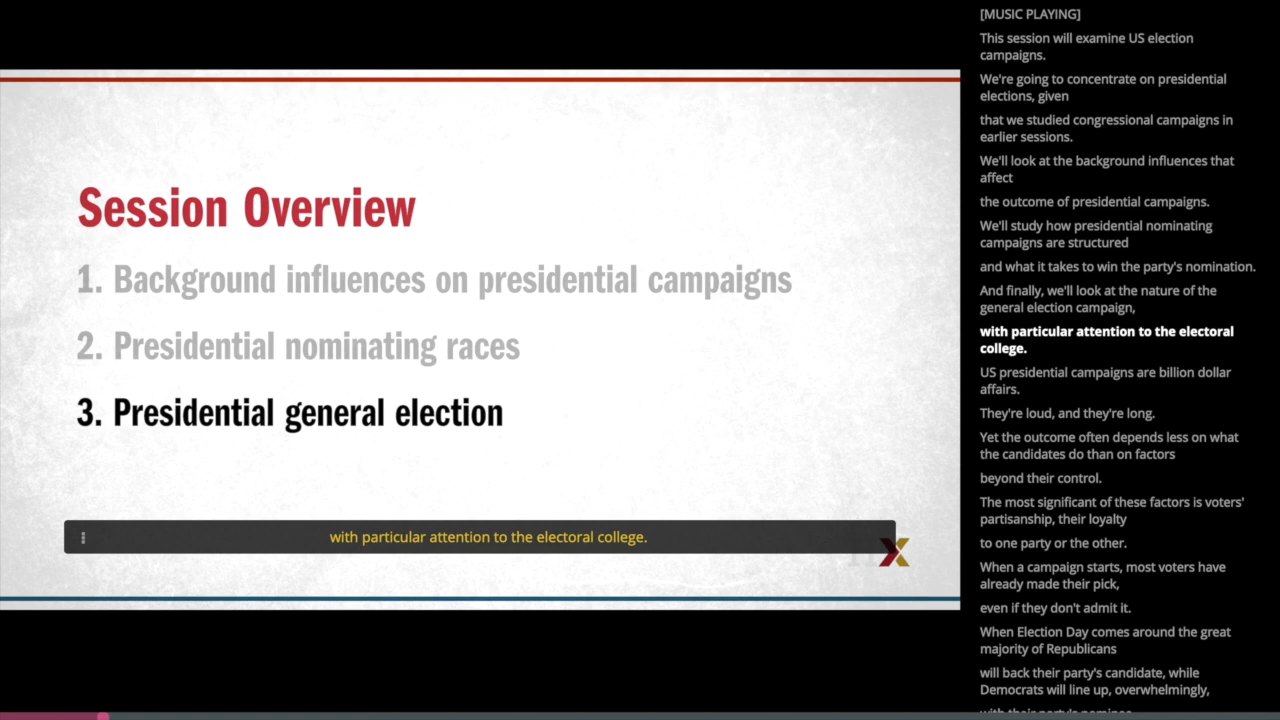 Session Overview
1. Background influences on presidential campaigns
2. Presidential nominating races
3. Presidential general election
with particular attention to the electoral college.
X
[MUSIC PLAYING]
This session will examine US election
campaigns.
We're going to concentrate on presidential
elections, given
that we studied congressional campaigns in
earlier sessions.
We'll look at the background influences that
affect
the outcome of presidential campaigns.
We'll study how presidential nominating
campaigns are structured
and what it takes to win the party's nomination.
And finally, we'll look at the nature of the
general election campaign,
with particular attention to the electoral
college.
US presidential campaigns are billion dollar
affairs.
They're loud, and they're long.
Yet the outcome often depends less on what
the candidates do than on factors
beyond their control.
The most significant of these factors is voters'
partisanship, their loyalty
to one party or the other.
When a campaign starts, most voters have
already made their pick,
even if they don't admit it.
When Election Day comes around the great
majority of Republicans
will back their party's candidate, while
Democrats will line up, overwhelmingly,
with their party's nominee